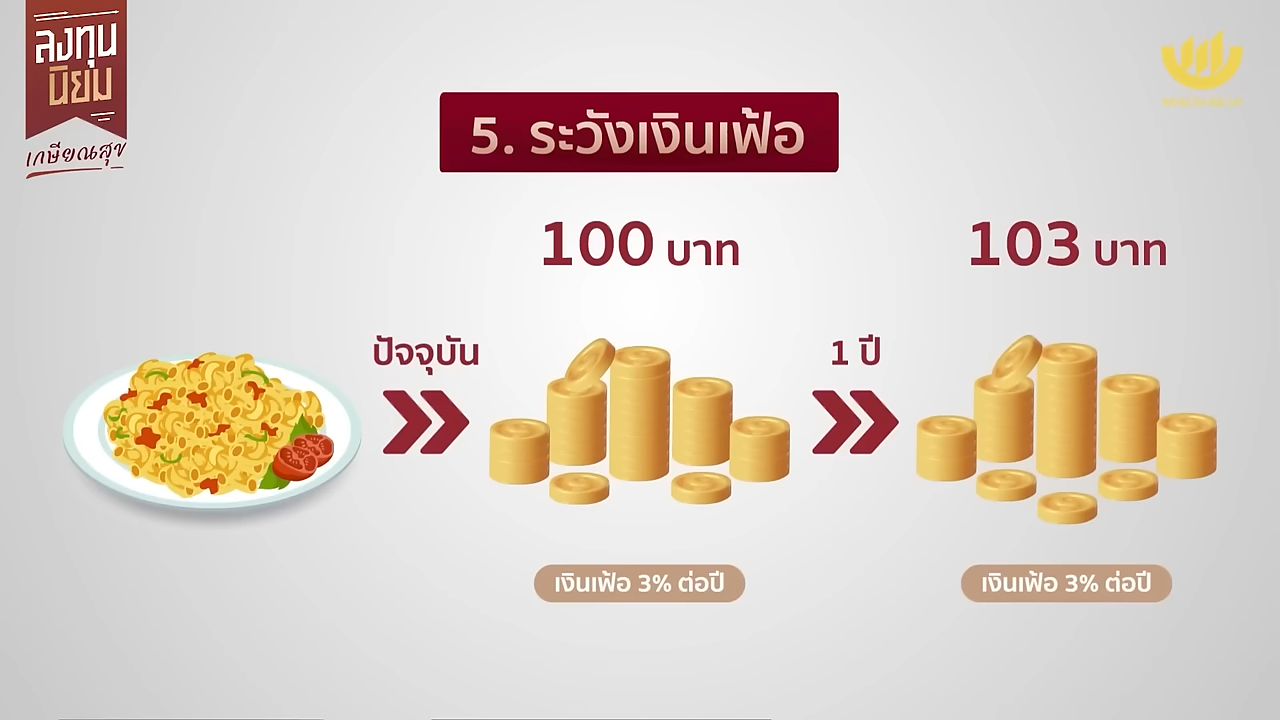 ลงทุน
นิยม
เกษียณสุข
5. ระวังเงินเฟ้อ
100 บาท
103 บาท
ปัจจุบัน
1 ปี
เงินเฟ้อ 3% ต่อปี
เงินเฟ้อ 3% ต่อปี